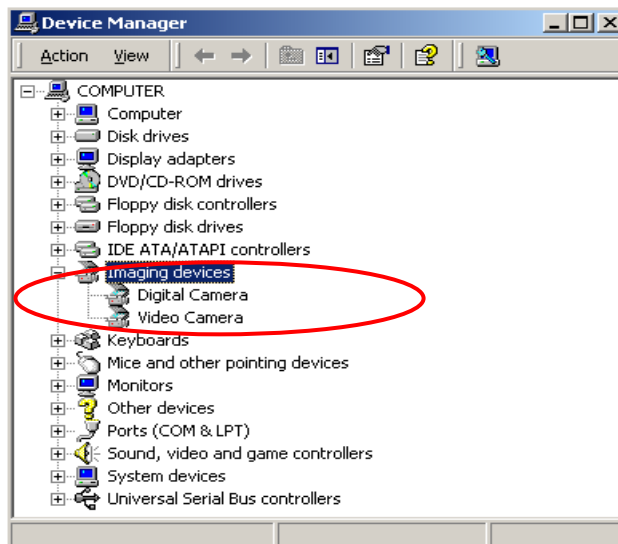 Device Manager
Action View
COMPUTER
Computer
Disk drives
Display adapters
DVD/CD-ROM drives
Floppy disk controllers
Floppy disk drives
IDE ATA/ATAPI controllers
Imaging devices
Digital Camera
Video Camera
Keyboards
Mice and other pointing devices
Monitors
Other devices
Ports (COM & LPT)
Sound, video and game controllers
System devices
Universal Serial Bus controllers